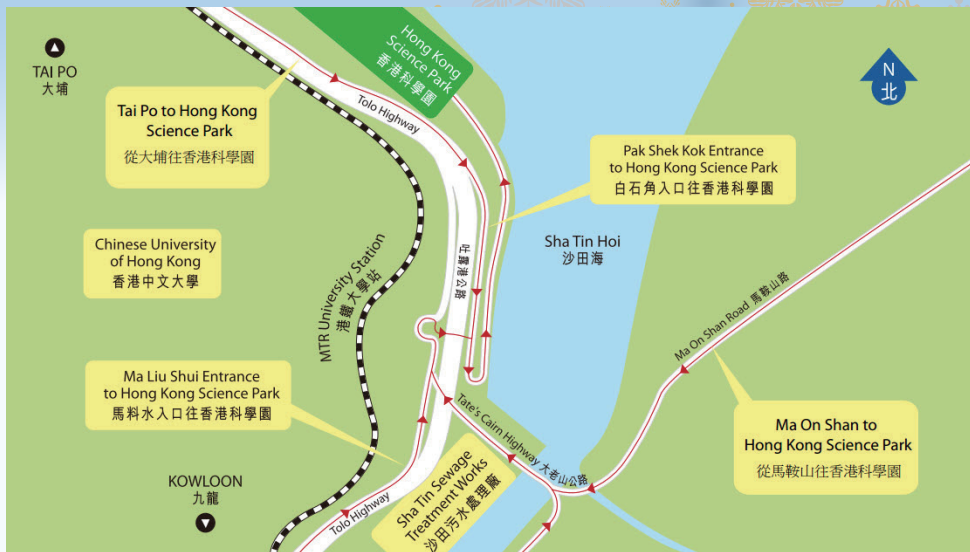 TAI PO
大埔
Tai Po to Hong Kong
Science Park
從大埔往香港科學園
Hong Kong
Science Park
香港科學園
N
北
Tolo Highway
Pak Shek Kok Entrance
to Hong Kong Science Park
白石角入口往香港科學園
Chinese University
of Hong Kong
香港中文大學
MTR University Station
港鐵大學站
吐露港公路
Sha Tin Hoi
沙田海
Ma On Shan Road 馬鞍山路
Ma Liu Shui Entrance
to Hong Kong Science Park
馬料水入口往香港科學園
Tate's Cairn Highway 大老山公路
Ma On Shan to
Hong Kong Science Park
從馬鞍山往香港科學園
KOWLOON
九龍
Tolo Highway
Sha Tin Sewage
Treatment Works
沙田污水處理廠